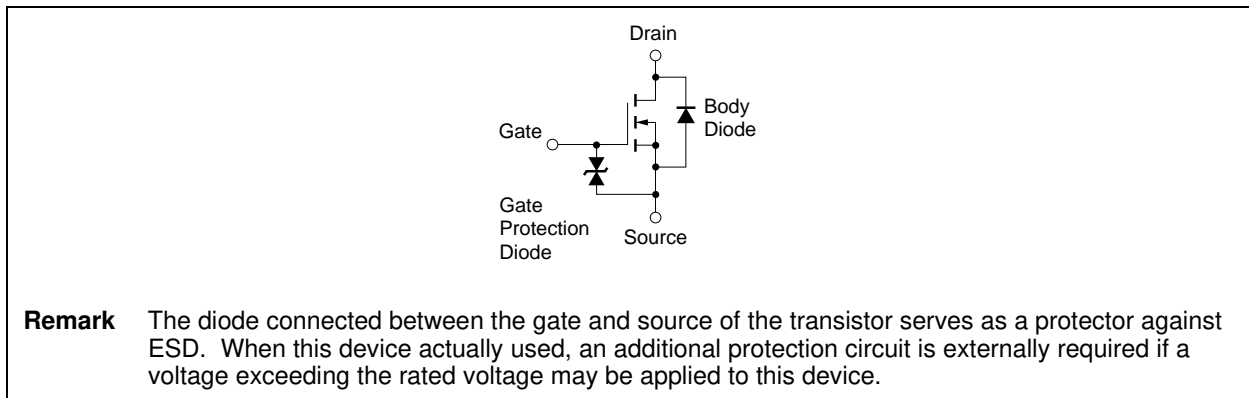 Drain
Body
Diode
Gate
Gate
Protection
Diode
Source
Remark The diode connected between the gate and source of the transistor serves as a protector against
ESD. When this device actually used, an additional protection circuit is externally required if a
voltage exceeding the rated voltage may be applied to this device.